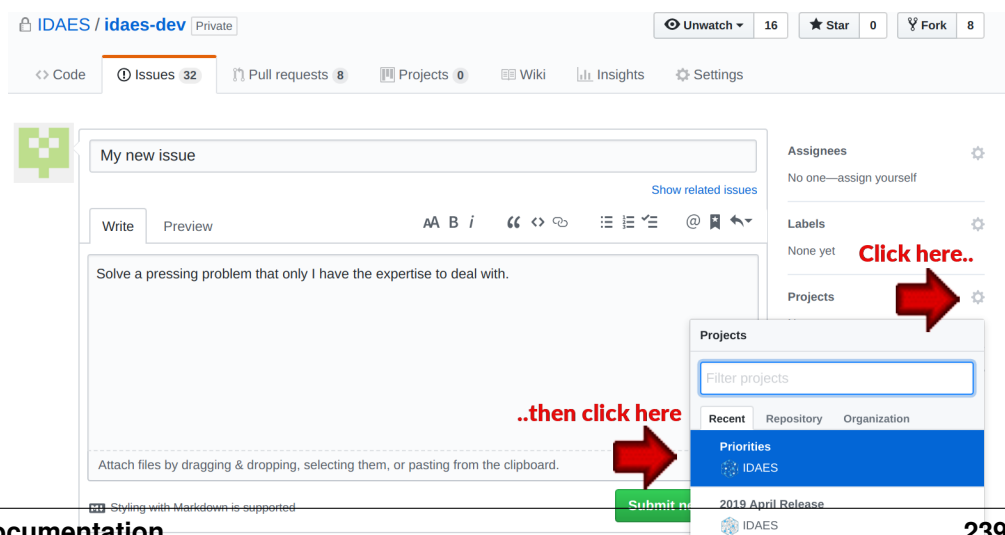 IDAES / idaes-dev Private
Unwatch 16 Star 0 Fork 8
Code Issues 32 Pull requests 8 Projects 0 Wiki Insights Settings
My new issue
Show related issues
Write Preview
AA B i
Solve a pressing problem that only I have the expertise to deal with.
Attach files by dragging & dropping, selecting them, or pasting from the clipboard.
Styling with Markdown is supported
Submit
Assignees
No one—assign yourself
Labels
None yet
Click here..
Projects
Projects
Filter projects
Recent Repository Organization
..then click here
Priorities
IDAES
2019 April Release
IDAES
239